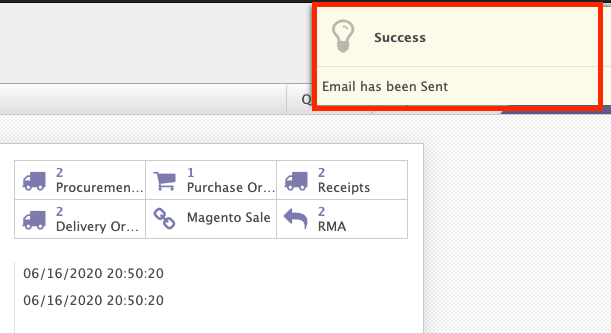 Success
Email has been Sent
Q
2
Procuremen...
1
Purchase Or...
2
Receipts
2
Delivery Or...
Magento Sale
2
RMA
06/16/2020 20:50:20
06/16/2020 20:50:20